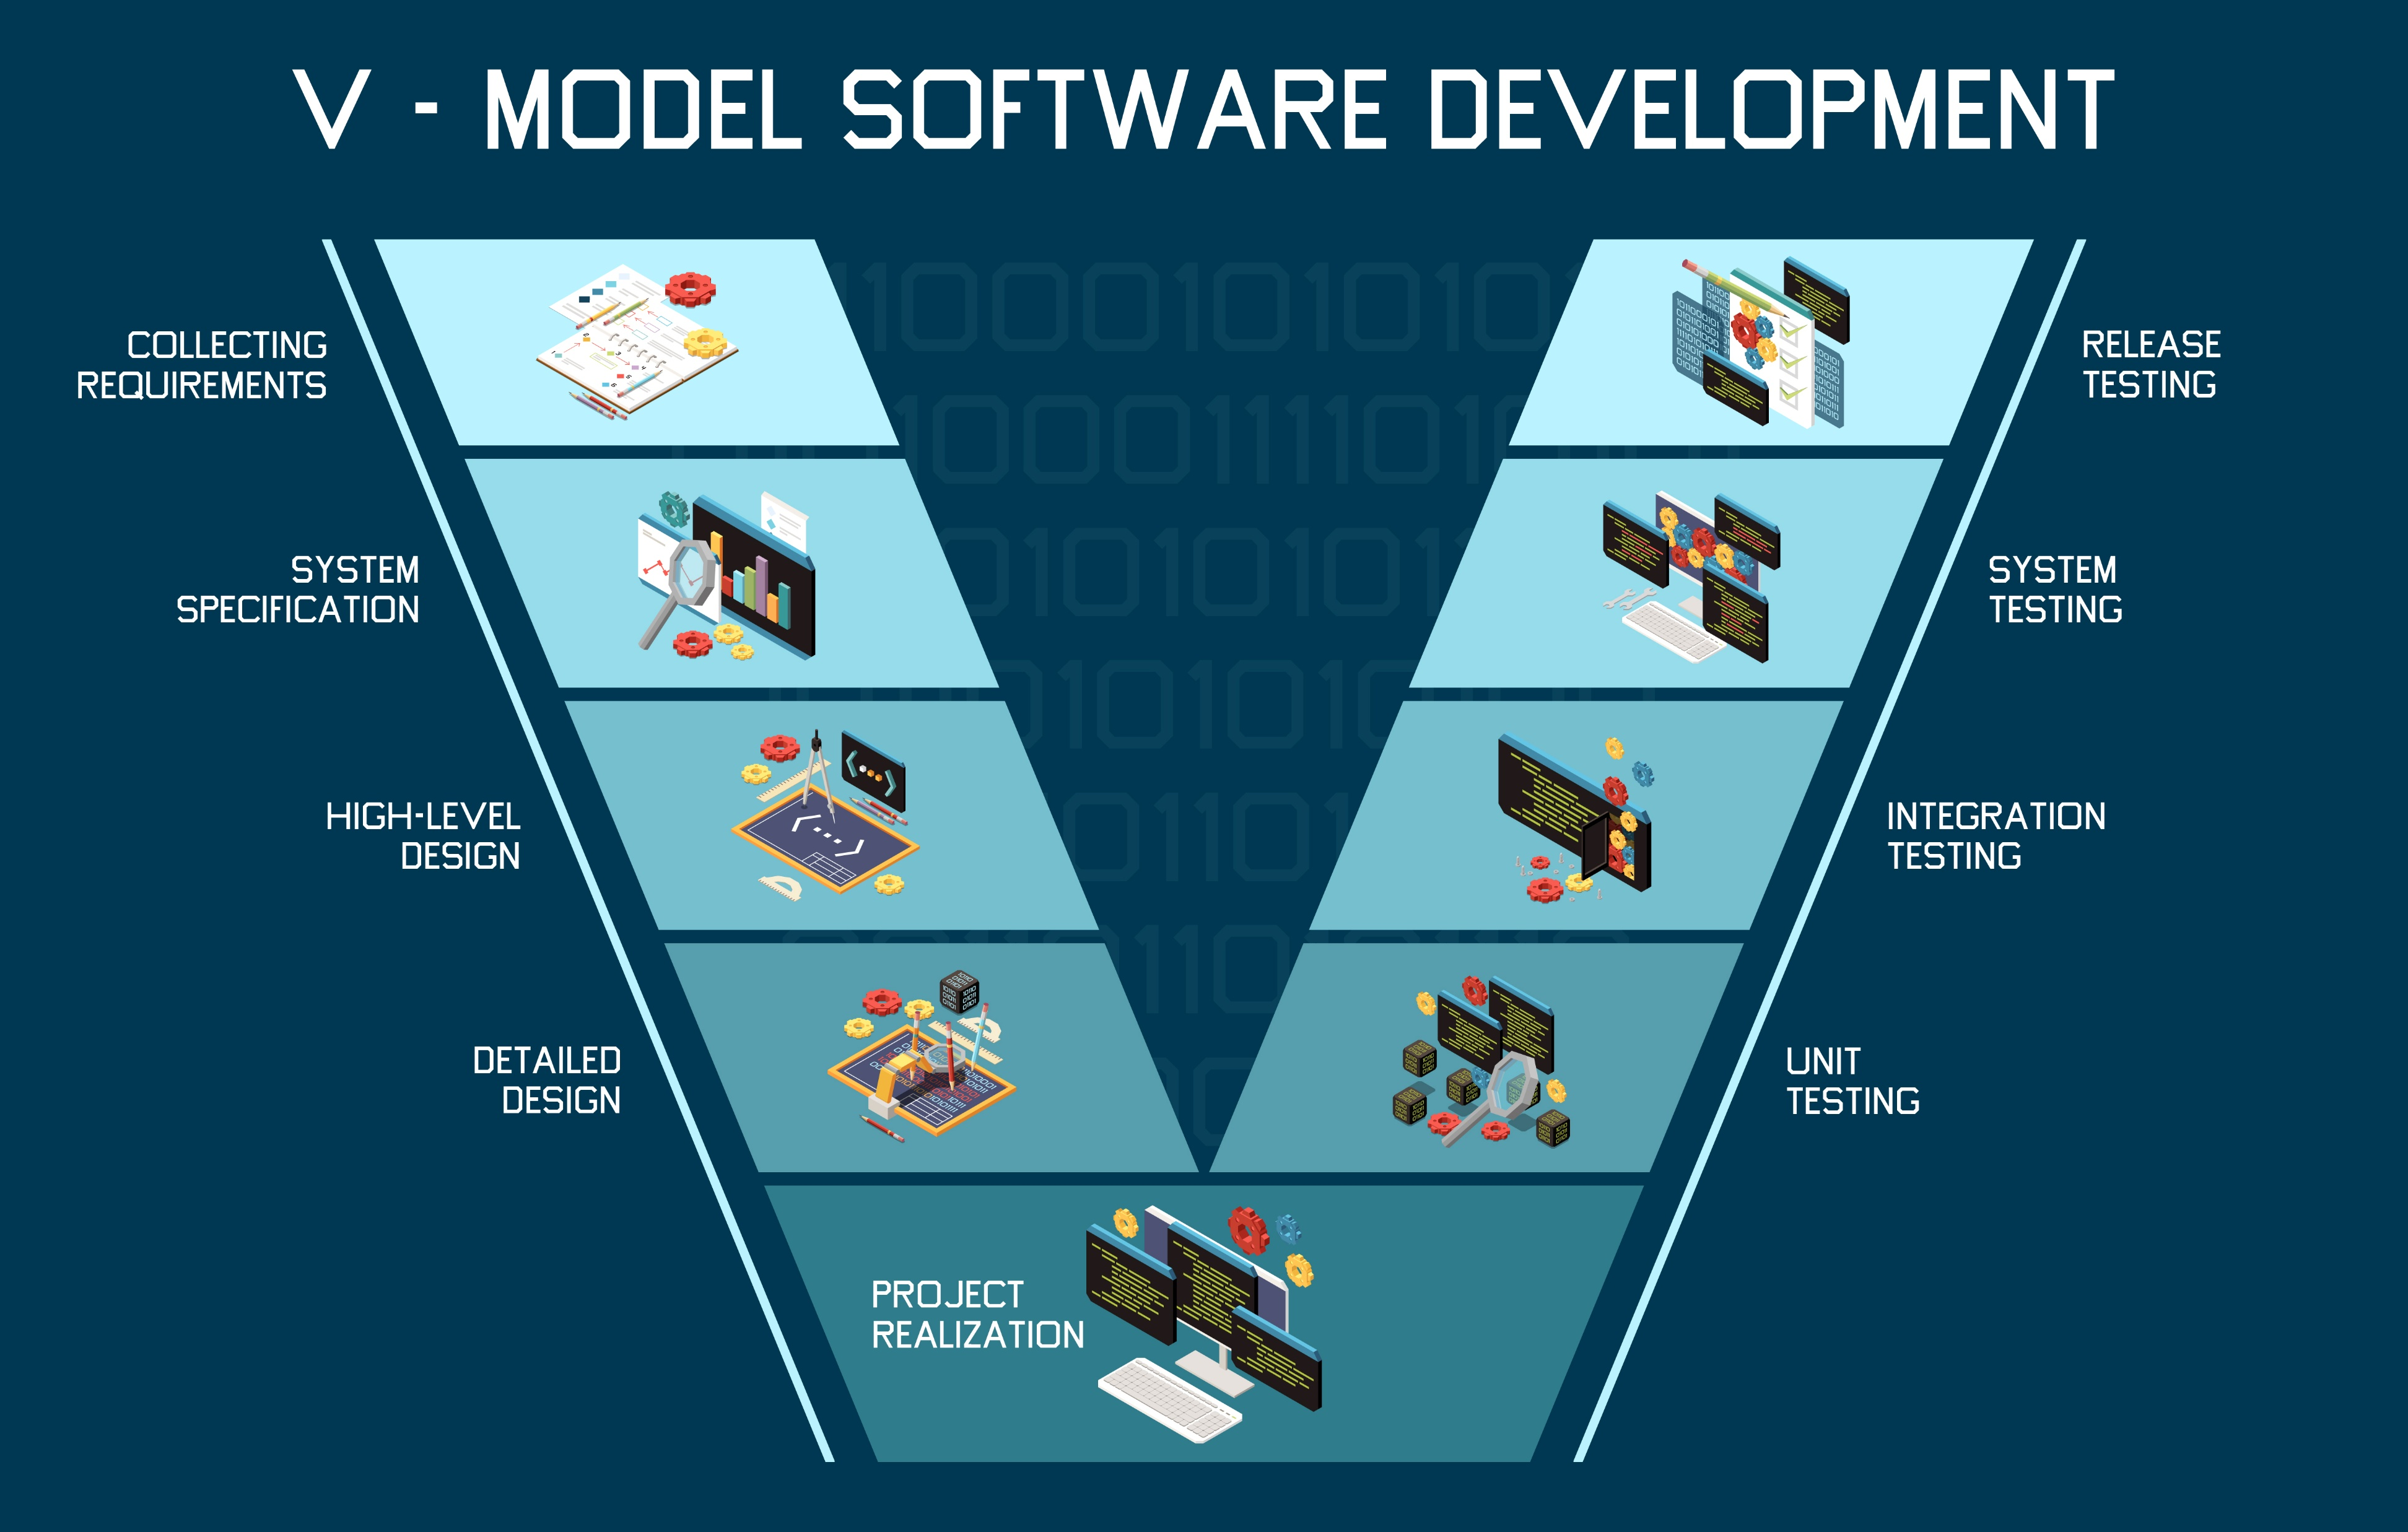 V - MODEL SOFTWARE DEVELOPMENT
COLLECTING
REQUIREMENTS
SYSTEM
SPECIFICATION
HIGH-LEVEL
DESIGN
DETAILED
DESIGN
PROJECT
REALIZATION
UNIT
TESTING
INTEGRATION
TESTING
SYSTEM
TESTING
RELEASE
TESTING